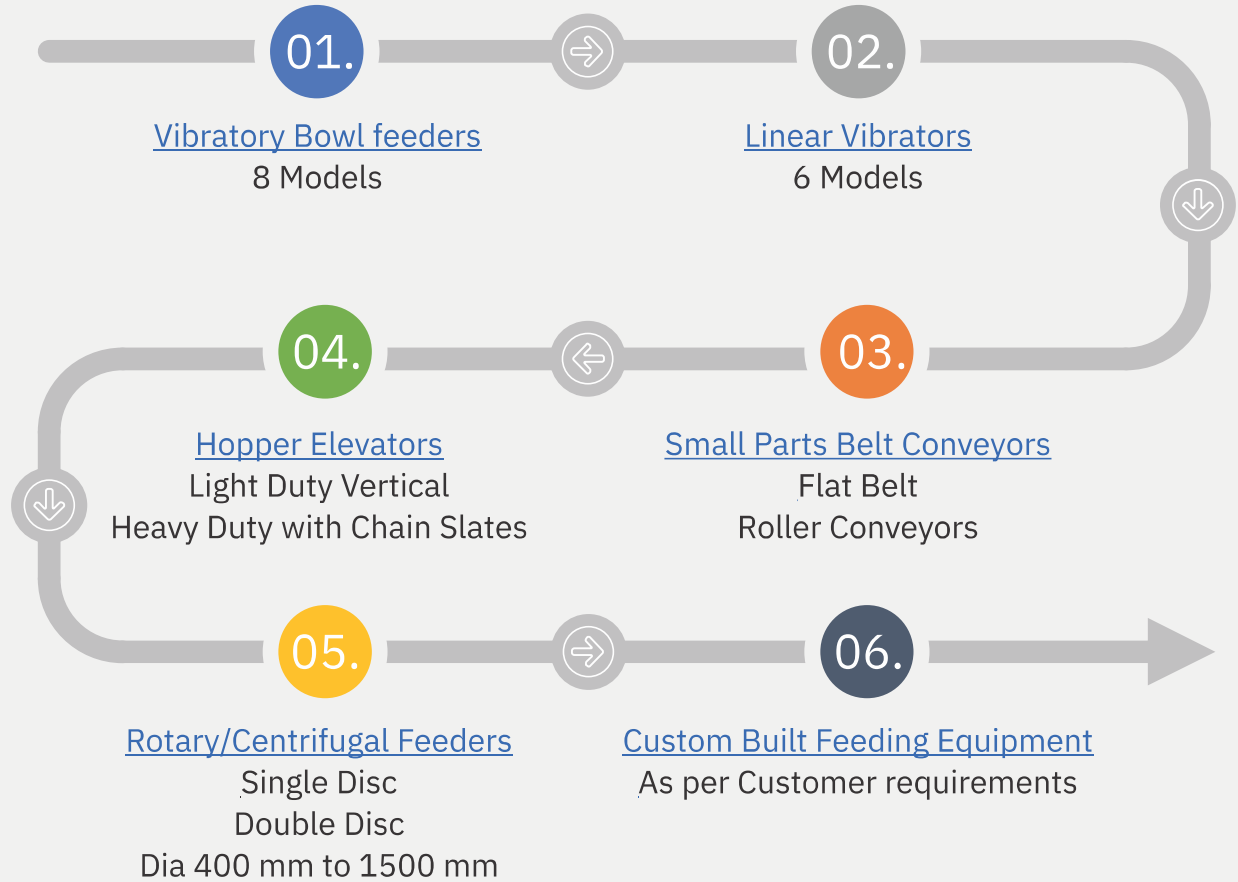 01.
Vibratory Bowl feeders
8 Models
02.
Linear Vibrators
6 Models
03.
Small Parts Belt Conveyors
Flat Belt
Roller Conveyors
04.
Hopper Elevators
Light Duty Vertical
Heavy Duty with Chain Slates
05.
Rotary/Centrifugal Feeders
Single Disc
Double Disc
Dia 400 mm to 1500 mm
06.
Custom Built Feeding Equipment
As per Customer requirements